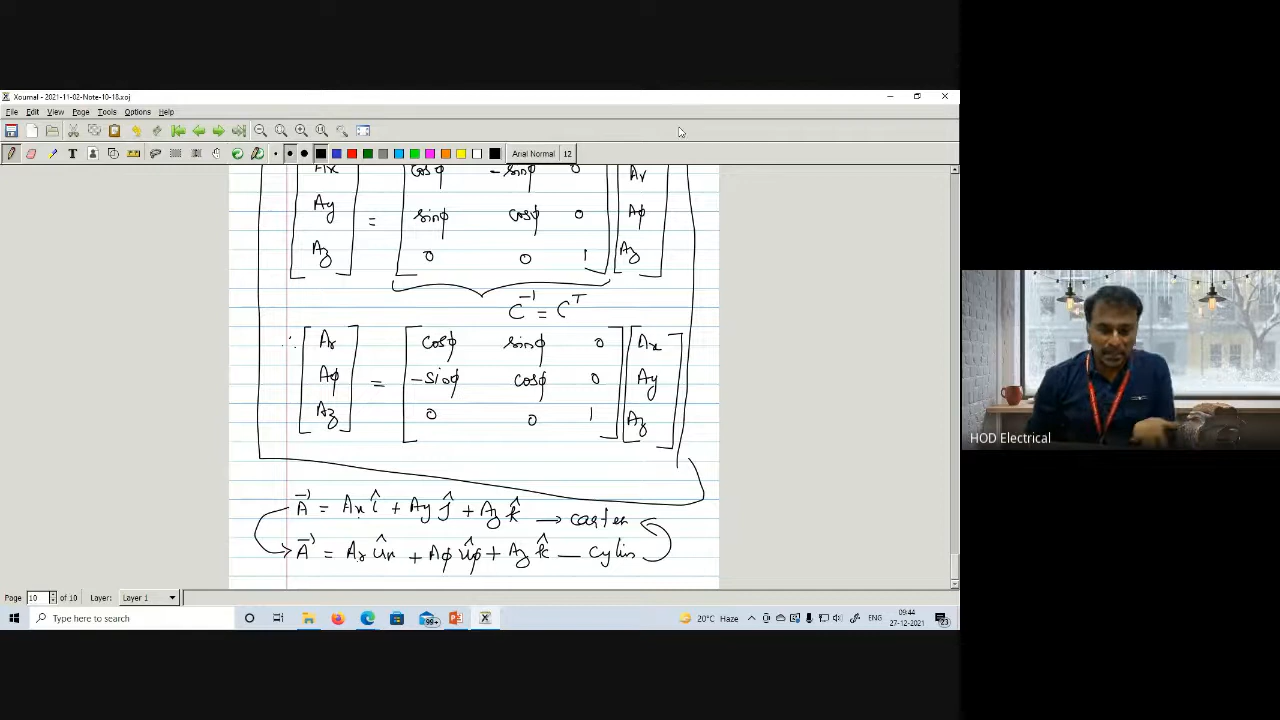 Xournal - 2021-11-02-Note-10-18.xoj
File Edit View Page Tools Options Help
Arial Normal 12
Ax cosϕ -sinϕ 0 Ar
Ay = sinϕ cosϕ 0 Aϕ
Az 0 0 1 Az
C⁻¹ = Cᵀ
∴ Ar cosϕ sinϕ 0 Ax
Aϕ = -sinϕ cosϕ 0 Ay
Az 0 0 1 Az
A⃗ = Ax î + Ay ĵ + Az k̂ → carten
A⃗ = Ar ûr + Aϕ ûϕ + Az k̂ — cylin
HOD Electrical
Page 10 of 10 Layer: Layer 1
Type here to search
99+
20°C Haze
ENG
09:44
27-12-2021
23